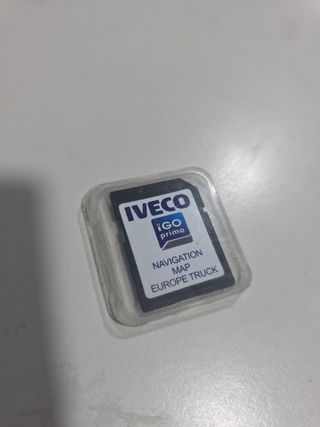 IVECO
iGO
primo
NAVIGATION
MAP
EUROPE TRUCK